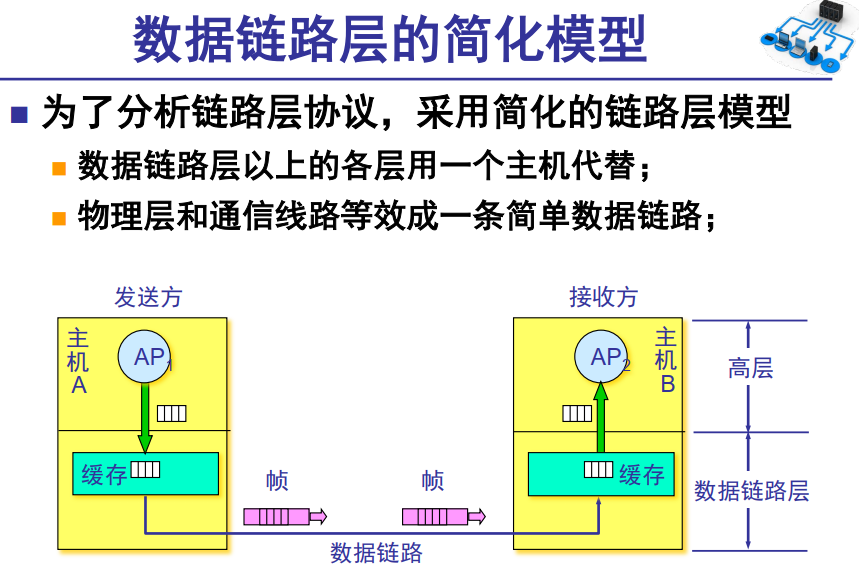 数据链路层的简化模型
为了分析链路层协议，采用简化的链路层模型
数据链路层以上的各层用一个主机代替；
物理层和通信线路等效成一条简单数据链路；
发送方
接收方
主机A
AP1
AP2
主机B
高层
缓存
缓存
帧
帧
数据链路层
数据链路